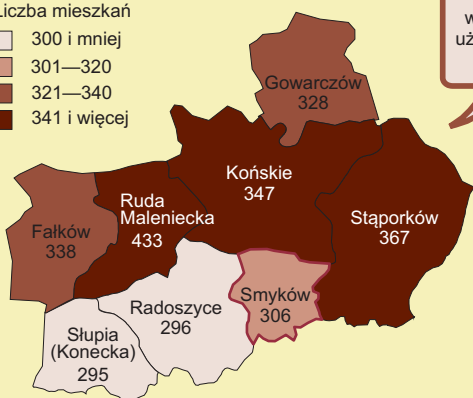 Liczba mieszkań
300 i mniej
301—320
321—340
341 i więcej
w
uż
Gowarczów
328
Końskie
347
Ruda
Maleniecka
433
Stąporków
367
Fałków
338
Radoszyce
296
Smyków
306
Słupia
(Konecka)
295